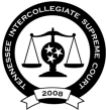 TENNESSEE INTERCOLLEGIATE SUPREME COURT
2008